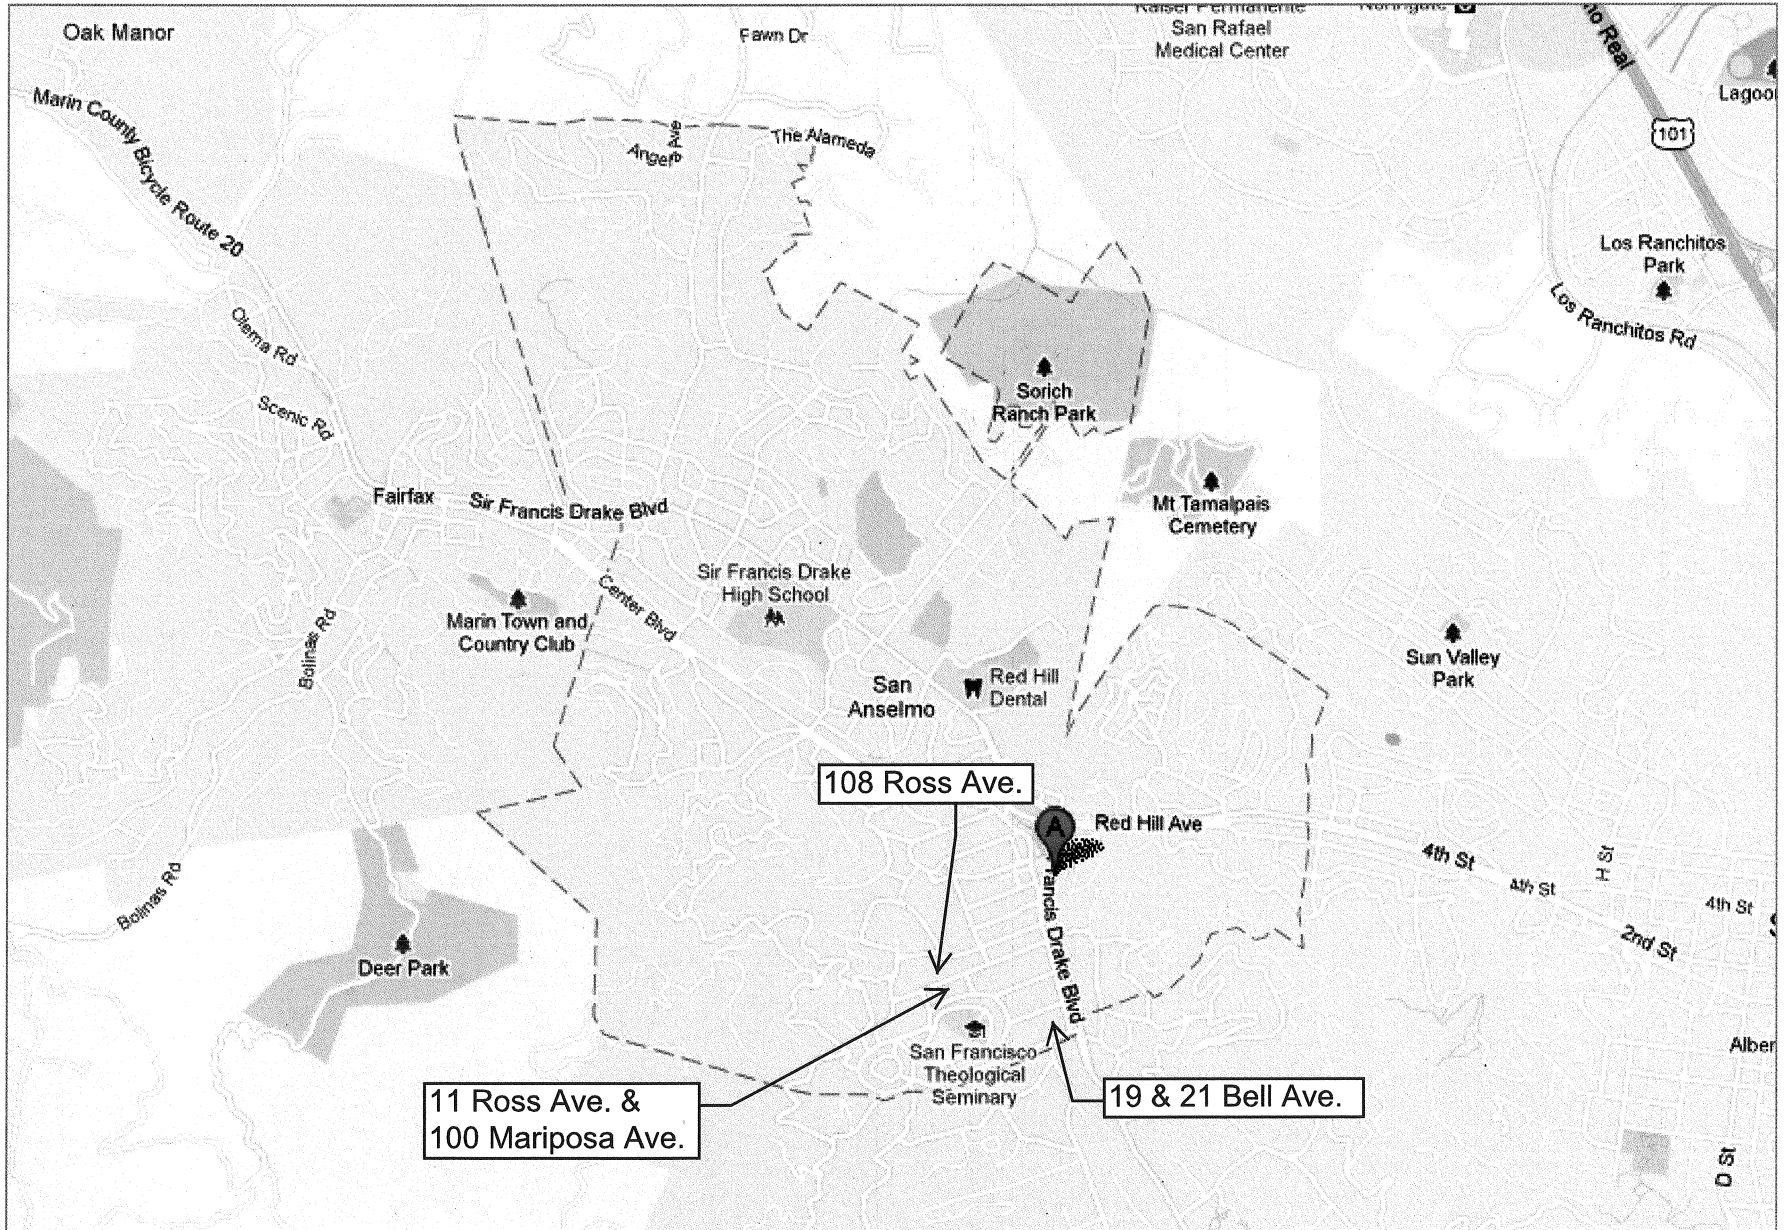 Oak Manor
Fawn Dr
Kaiser Permanente
San Rafael
Medical Center
Northgate
101
Marin County Bicycle Route 20
Ave
The Alameda
Los Ranchitos
Park
Los Ranchitos Rd
Olema Rd
Scenic Rd
Sorich
Ranch Park
Mt Tamalpais
Cemetery
Fairfax
Sir Francis Drake Blvd
Center Blvd
Sir Francis Drake
High School
Marin Town and
Country Club
Bolinas Rd
Sun Valley
Park
San
Anselmo
Red Hill
Dental
108 Ross Ave.
A
Red Hill Ave
4th St
4th St
4th St
H St
2nd St
Bolinas Rd
Deer Park
Francis Drake Blvd
San Francisco
Theological
Seminary
11 Ross Ave. &
100 Mariposa Ave.
19 & 21 Bell Ave.
D St